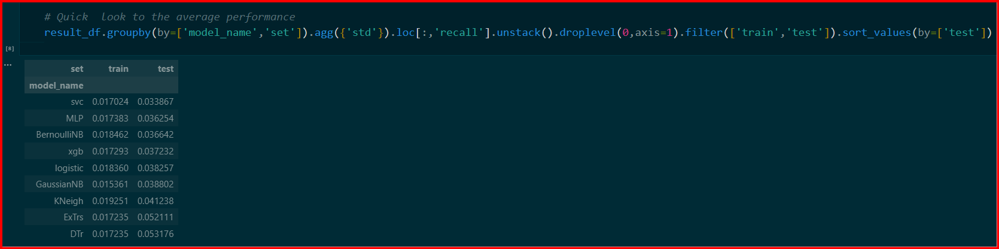 # Quick  look to the average performance
result_df.groupby(by=['model_name','set']).agg({'std'}).loc[:,'recall'].unstack().droplevel(0,axis=1).filter(['train','test']).sort_values(by=['test'])
[8]
...
set train test
model_name
svc 0.017024 0.033867
MLP 0.017383 0.036254
BernoulliNB 0.018462 0.036642
xgb 0.017293 0.037232
logistic 0.018360 0.038257
GaussianNB 0.015361 0.038802
KNeigh 0.019251 0.041238
ExTrs 0.017235 0.052111
DTr 0.017235 0.053176